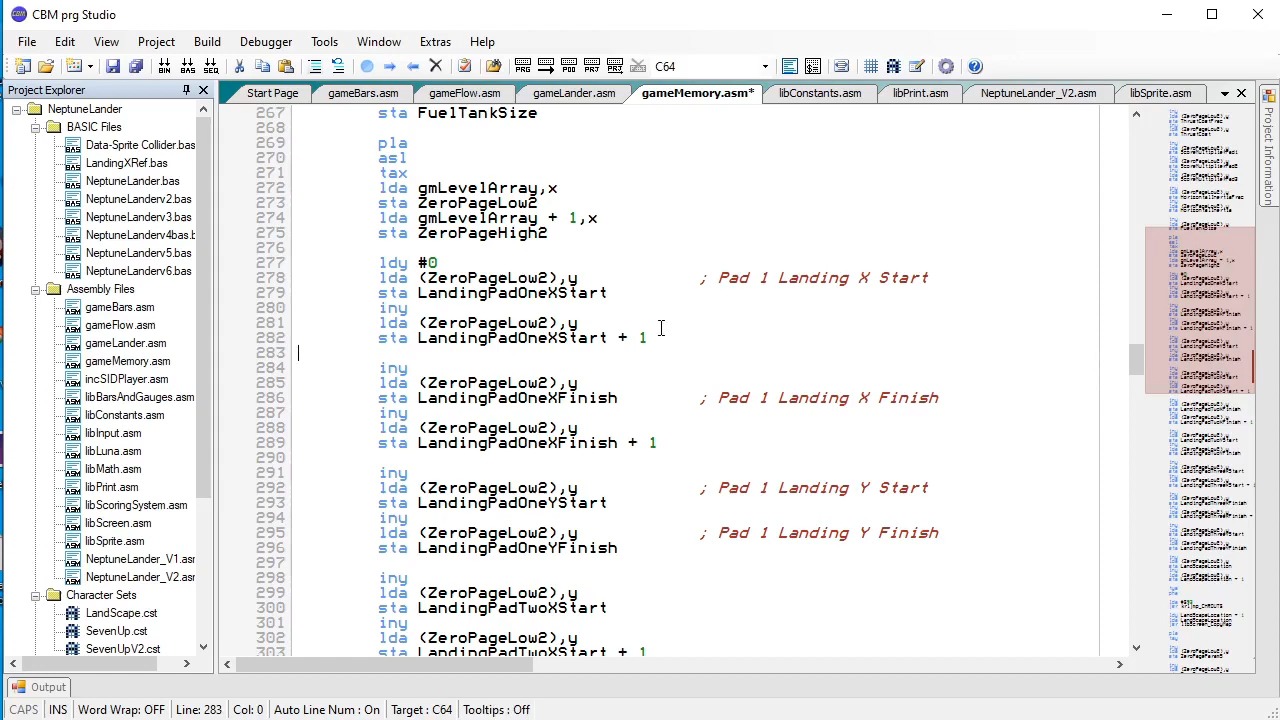 CBM prg Studio
File Edit View Project Build Debugger Tools Window Extras Help
C64
Project Explorer
Start Page gameBars.asm gameFlow.asm gameLander.asm gameMemory.asm* libConstants.asm libPrint.asm NeptuneLander_V2.asm libSprite.asm
NeptuneLander
BASIC Files
Data-Sprite Collider.bas
LandingXRef.bas
NeptuneLander.bas
NeptuneLanderv2.bas
NeptuneLanderv3.bas
NeptuneLanderv4bas.b
NeptuneLanderv5.bas
NeptuneLanderv6.bas
Assembly Files
gameBars.asm
gameFlow.asm
gameLander.asm
gameMemory.asm
incSIDPlayer.asm
libBarsAndGauges.asm
libConstants.asm
libInput.asm
libLuna.asm
libMath.asm
libPrint.asm
libScoringSystem.asm
libScreen.asm
libSprite.asm
NeptuneLander_V1.asm
NeptuneLander_V2.asr
Character Sets
LandScape.cst
SevenUp.cst
SevenUpV2.cst
267 sta FuelTankSize
268
269 pla
270 asl
271 tax
272 lda gmLevelArray,x
273 sta ZeroPageLow2
274 lda gmLevelArray + 1,x
275 sta ZeroPageHigh2
276
277 ldy #0
278 lda (ZeroPageLow2),y ; Pad 1 Landing X Start
279 sta LandingPadOneXStart
280 iny
281 lda (ZeroPageLow2),y
282 sta LandingPadOneXStart + 1
283
284 iny
285 lda (ZeroPageLow2),y
286 sta LandingPadOneXFinish ; Pad 1 Landing X Finish
287 iny
288 lda (ZeroPageLow2),y
289 sta LandingPadOneXFinish + 1
290
291 iny
292 lda (ZeroPageLow2),y ; Pad 1 Landing Y Start
293 sta LandingPadOneYStart
294 iny
295 lda (ZeroPageLow2),y ; Pad 1 Landing Y Finish
296 sta LandingPadOneYFinish
297
298 iny
299 lda (ZeroPageLow2),y
300 sta LandingPadTwoXStart
301 iny
302 lda (ZeroPageLow2),y
303 sta LandingPadTwoXStart + 1
Project Information
Output
CAPS INS Word Wrap: OFF Line: 283 Col: 0 Auto Line Num : On Target : C64 Tooltips : Off